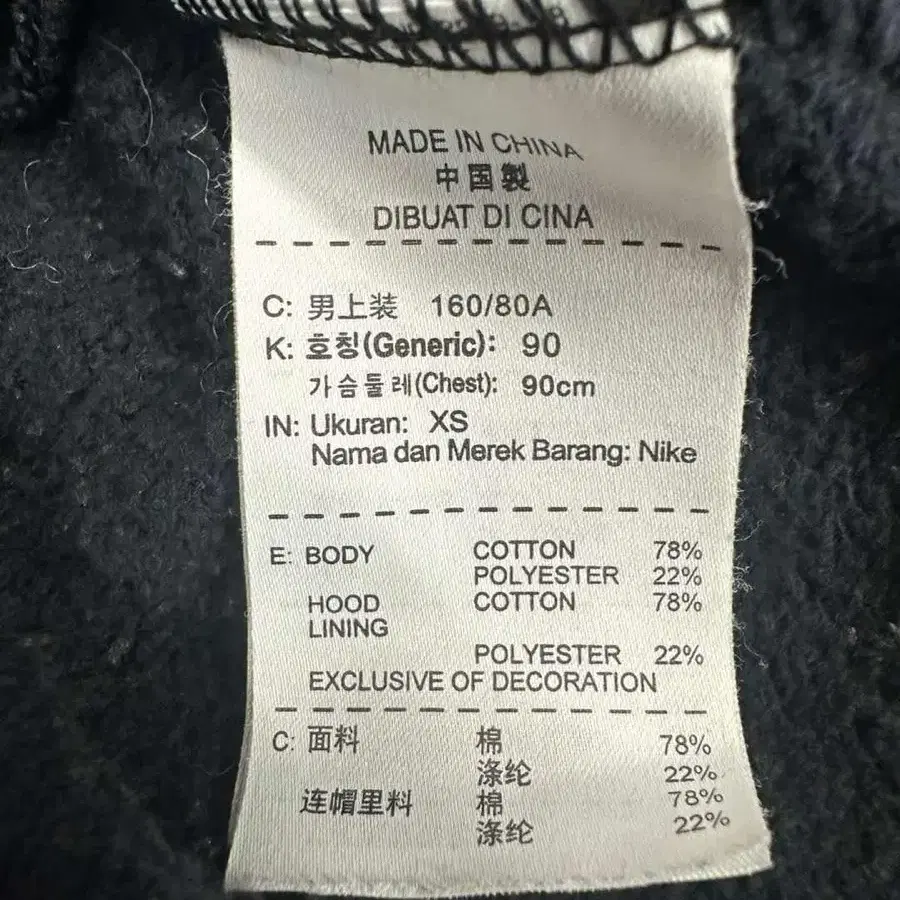 MADE IN CHINA
中国製
DIBUAT DI CINA
C: 男上装 160/80A
K: 호칭(Generic): 90
가슴둘레(Chest): 90cm
IN: Ukuran: XS
Nama dan Merek Barang: Nike
E: BODY COTTON 78%
POLYESTER 22%
HOOD COTTON 78%
LINING
POLYESTER 22%
EXCLUSIVE OF DECORATION
C: 面料 棉 78%
涤纶 22%
连帽里料 棉 78%
涤纶 22%